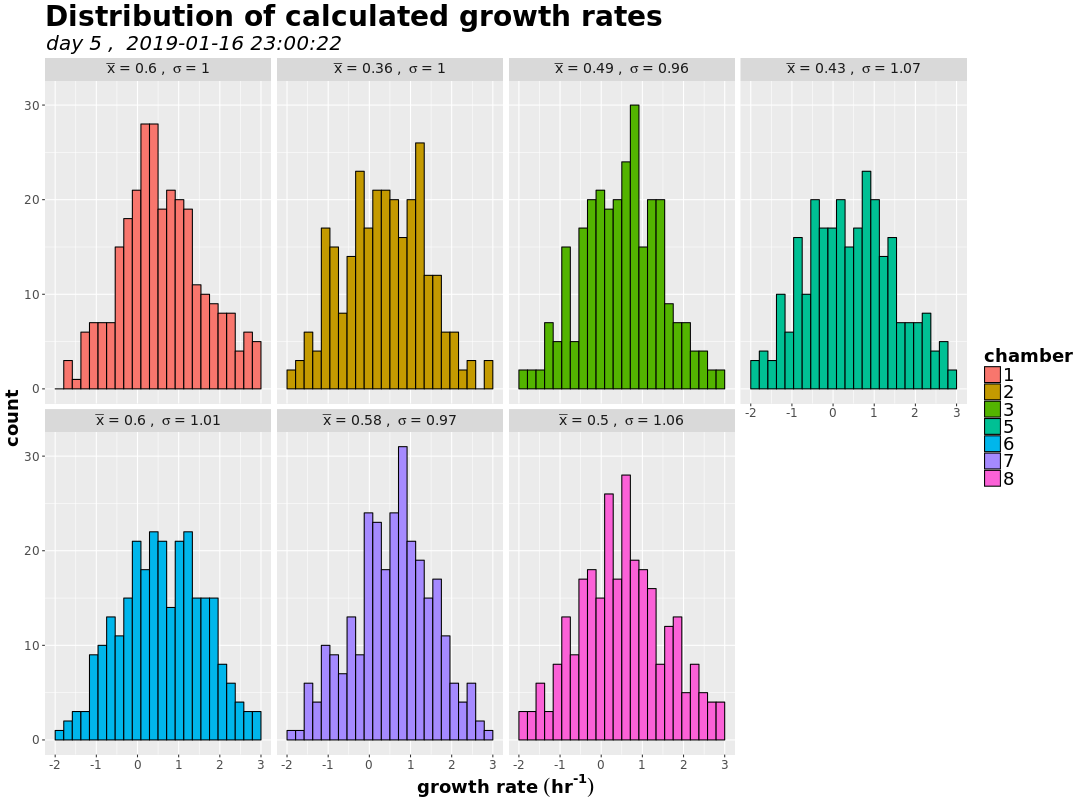 Distribution of calculated growth rates
day 5 ,  2019-01-16 23:00:22
x̅ = 0.6 ,  σ = 1
x̅ = 0.36 ,  σ = 1
x̅ = 0.49 ,  σ = 0.96
x̅ = 0.43 ,  σ = 1.07
30
20
10
0
-2 -1 0 1 2 3
x̅ = 0.6 ,  σ = 1.01
x̅ = 0.58 ,  σ = 0.97
x̅ = 0.5 ,  σ = 1.06
30
20
10
0
-2 -1 0 1 2 3
-2 -1 0 1 2 3
-2 -1 0 1 2 3
count
growth rate (hr⁻¹)
chamber
1
2
3
5
6
7
8